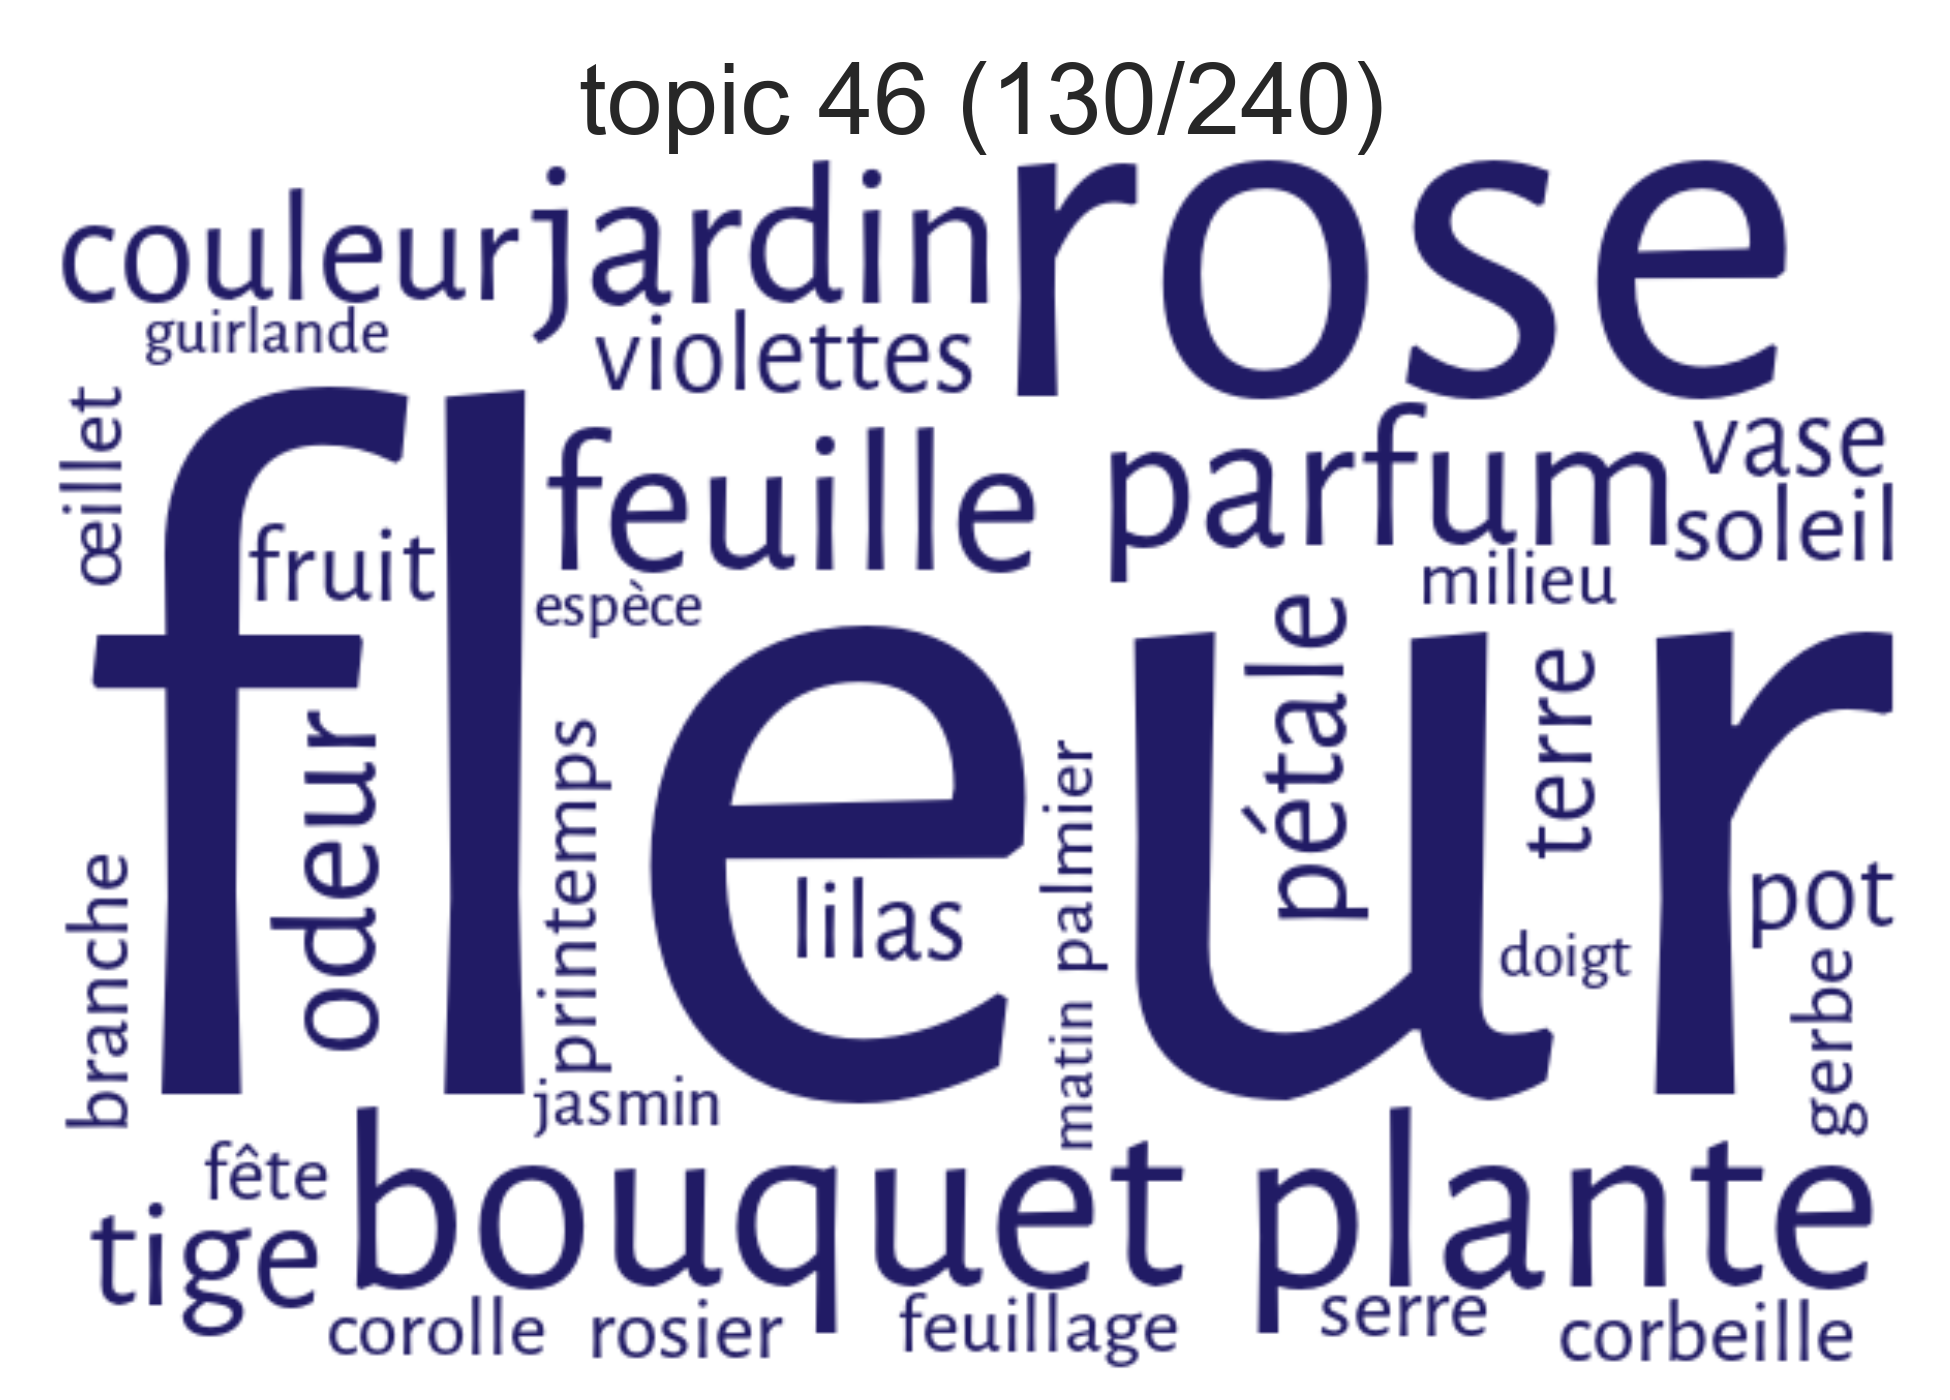 topic 46 (130/240)
couleur
jardin
rose
guirlande
violettes
œillet
fleur
feuille
parfum
vase
soleil
fruit
espèce
milieu
pétale
terre
odeur
printemps
palmier
lilas
pot
branche
doigt
gerbe
matin
jasmin
fête
bouquet
plante
tige
corolle
rosier
feuillage
serre
corbeille